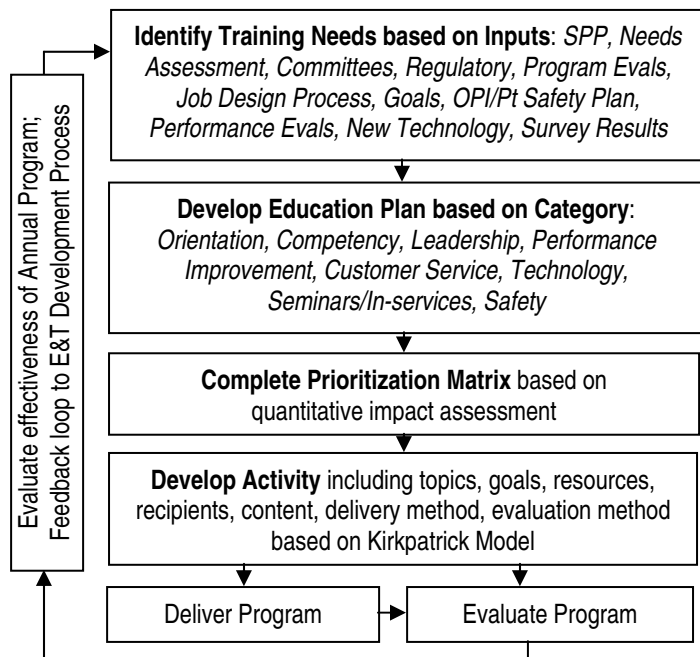 Identify Training Needs based on Inputs: SPP, Needs
Assessment, Committees, Regulatory, Program Evals,
Job Design Process, Goals, OPI/Pt Safety Plan,
Performance Evals, New Technology, Survey Results
Evaluate effectiveness of Annual Program;
Feedback loop to E&T Development Process
Develop Education Plan based on Category:
Orientation, Competency, Leadership, Performance
Improvement, Customer Service, Technology,
Seminars/In-services, Safety
Complete Prioritization Matrix based on
quantitative impact assessment
Develop Activity including topics, goals, resources,
recipients, content, delivery method, evaluation method
based on Kirkpatrick Model
Deliver Program
Evaluate Program